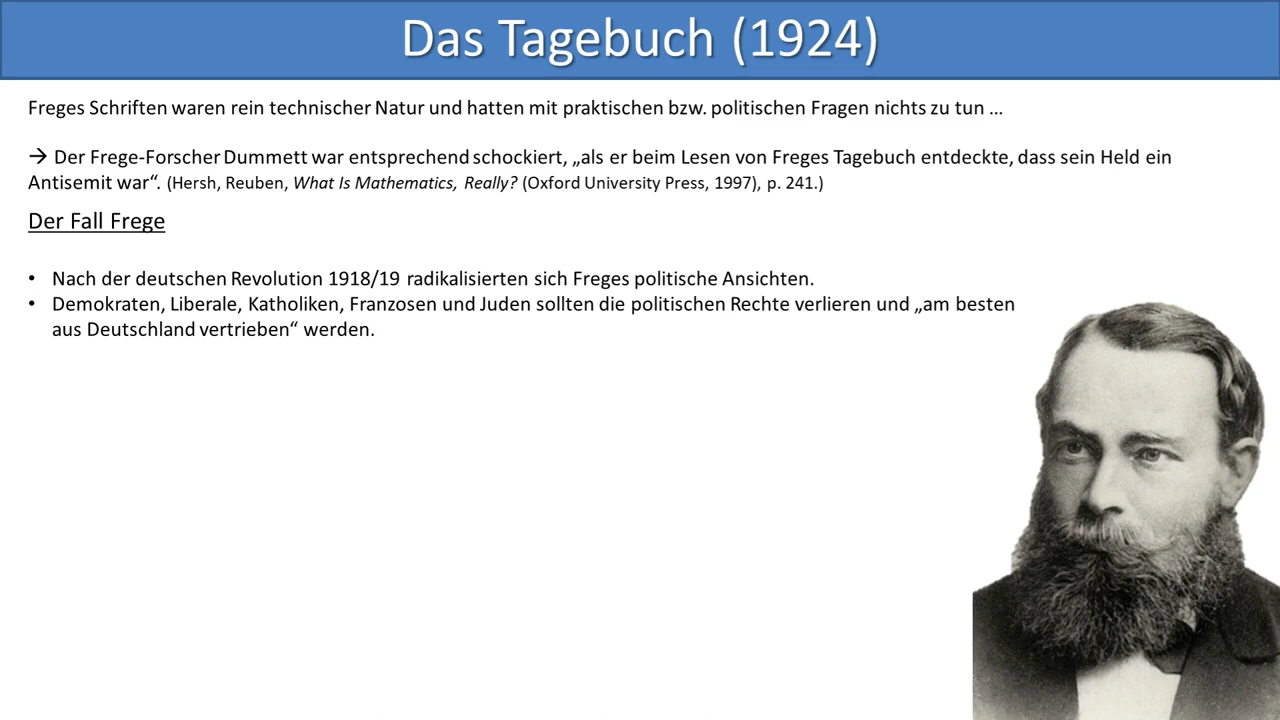 Das Tagebuch (1924)
Freges Schriften waren rein technischer Natur und hatten mit praktischen bzw. politischen Fragen nichts zu tun ...
→ Der Frege-Forscher Dummett war entsprechend schockiert, „als er beim Lesen von Freges Tagebuch entdeckte, dass sein Held ein
Antisemit war“. (Hersh, Reuben, What Is Mathematics, Really? (Oxford University Press, 1997), p. 241.)
Der Fall Frege
• Nach der deutschen Revolution 1918/19 radikalisierten sich Freges politische Ansichten.
• Demokraten, Liberale, Katholiken, Franzosen und Juden sollten die politischen Rechte verlieren und „am besten
aus Deutschland vertrieben“ werden.